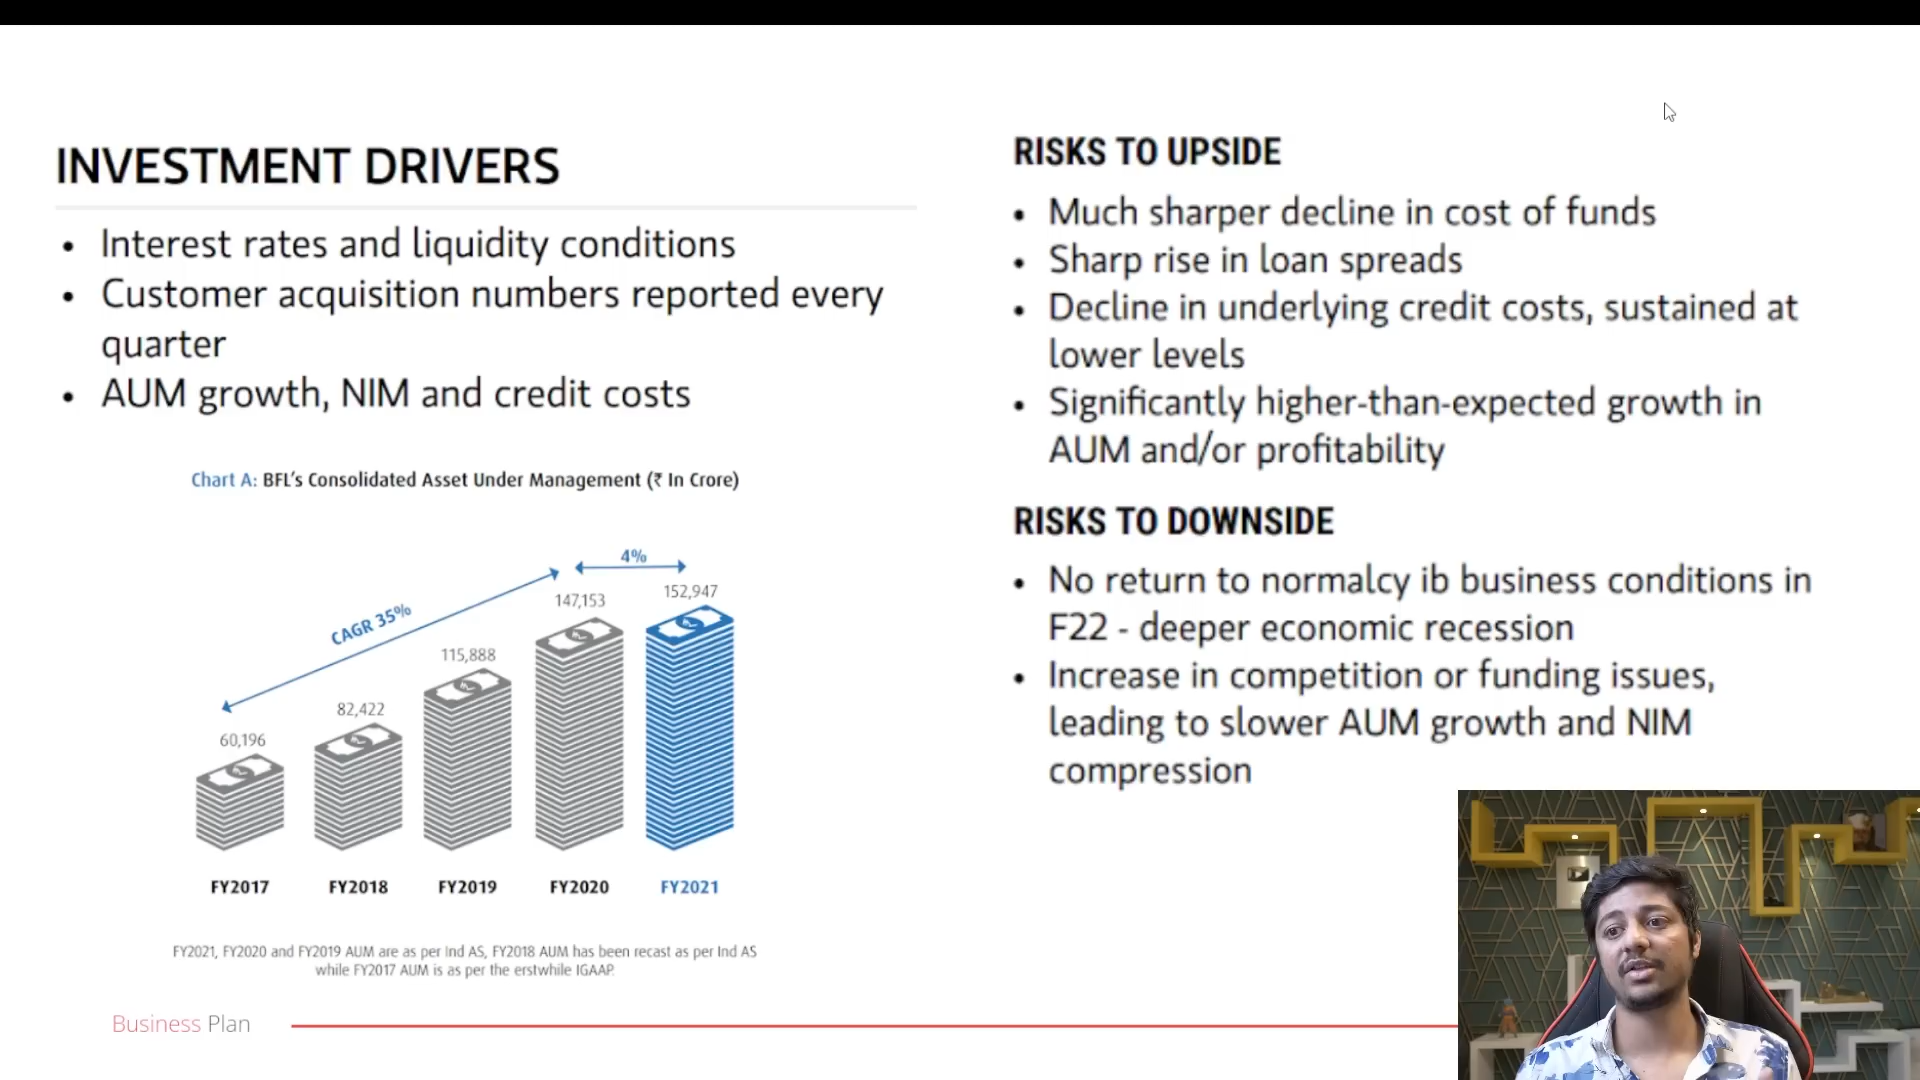 INVESTMENT DRIVERS
• Interest rates and liquidity conditions
• Customer acquisition numbers reported every
quarter
• AUM growth, NIM and credit costs
Chart A: BFL's Consolidated Asset Under Management (₹ In Crore)
CAGR 35%
4%
60,196
82,422
115,888
147,153
152,947
FY2017 FY2018 FY2019 FY2020 FY2021
FY2021, FY2020 and FY2019 AUM are as per Ind AS, FY2018 AUM has been recast as per Ind AS
while FY2017 AUM is as per the erstwhile IGAAP.
Business Plan
RISKS TO UPSIDE
• Much sharper decline in cost of funds
• Sharp rise in loan spreads
• Decline in underlying credit costs, sustained at
lower levels
• Significantly higher-than-expected growth in
AUM and/or profitability
RISKS TO DOWNSIDE
• No return to normalcy ib business conditions in
F22 - deeper economic recession
• Increase in competition or funding issues,
leading to slower AUM growth and NIM
compression